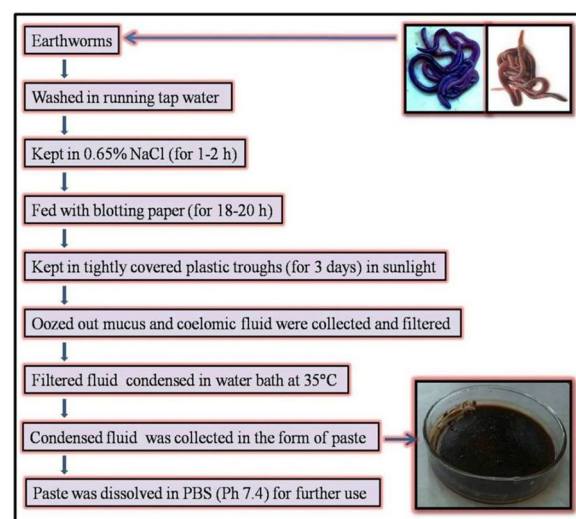 Earthworms
Washed in running tap water
Kept in 0.65% NaCl (for 1-2 h)
Fed with blotting paper (for 18-20 h)
Kept in tightly covered plastic troughs (for 3 days) in sunlight
Oozed out mucus and coelomic fluid were collected and filtered
Filtered fluid condensed in water bath at 35°C
Condensed fluid was collected in the form of paste
Paste was dissolved in PBS (Ph 7.4) for further use